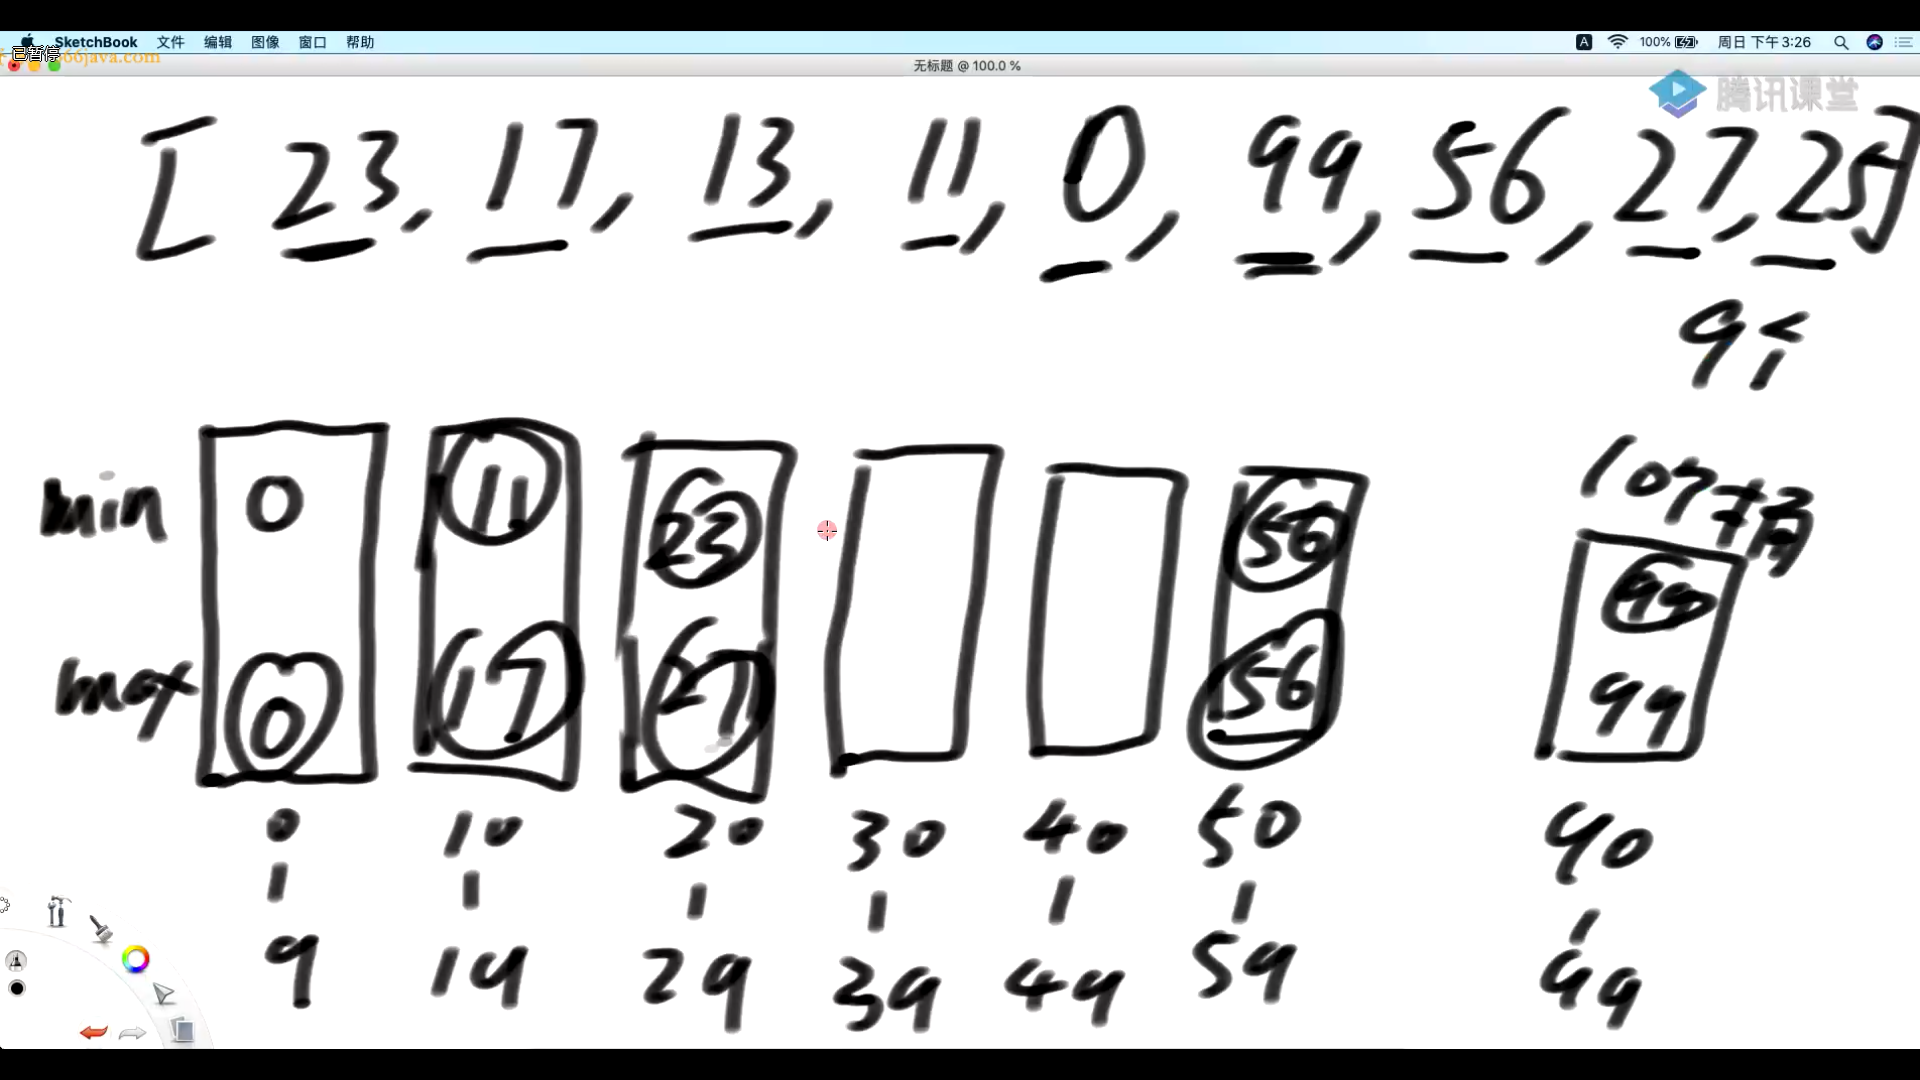 SketchBook 文件 编辑 图像 窗口 帮助
A 100% 周日 下午3:26
已暂停
66java.com
无标题 @ 100.0 %
腾讯课堂
[ 23, 17, 13, 11, 0, 99, 56, 27, 25]
9个
10个桶
min 0 11 23 56 99
max 0 17 27 56 99
0 10 20 30 40 50 90
| | | | | | |
9 19 29 39 49 59 99